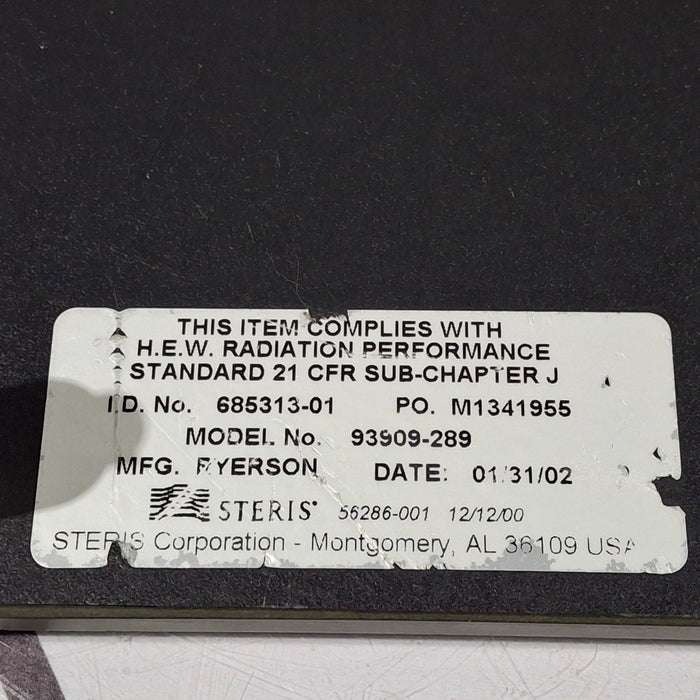 THIS ITEM COMPLIES WITH
H.E.W. RADIATION PERFORMANCE
STANDARD 21 CFR SUB-CHAPTER J
I.D. No. 685313-01 PO. M1341955
MODEL No. 93909-289
MFG. RYERSON DATE: 01/31/02
STERIS® 56286-001 12/12/00
STERIS Corporation - Montgomery, AL 36109 USA